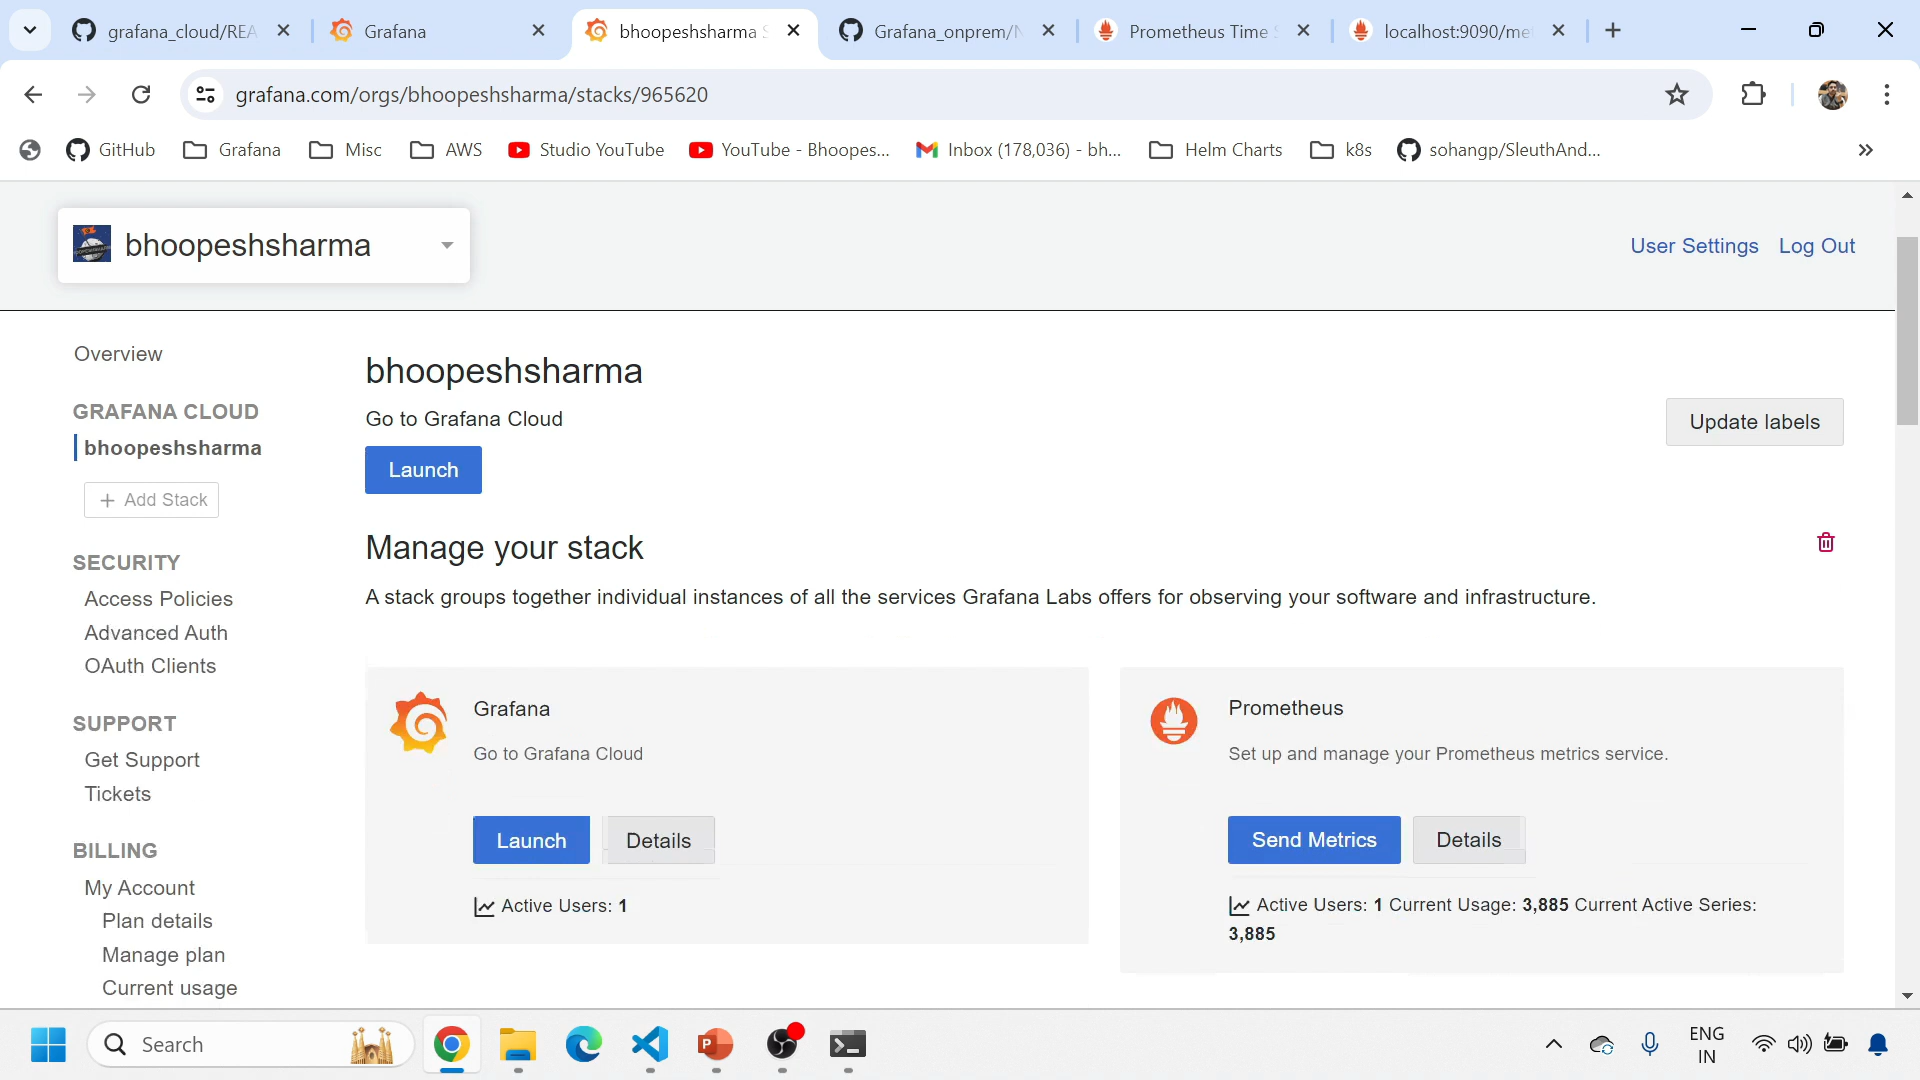 grafana_cloud/REA
Grafana
bhoopeshsharma S
Grafana_onprem/N
Prometheus Time S
localhost:9090/me
grafana.com/orgs/bhoopeshsharma/stacks/965620
GitHub
Grafana
Misc
AWS
Studio YouTube
YouTube - Bhoopes...
Inbox (178,036) - bh...
Helm Charts
k8s
sohangp/SleuthAnd...
bhoopeshsharma
User Settings
Log Out
Overview
GRAFANA CLOUD
bhoopeshsharma
+ Add Stack
SECURITY
Access Policies
Advanced Auth
OAuth Clients
SUPPORT
Get Support
Tickets
BILLING
My Account
Plan details
Manage plan
Current usage
bhoopeshsharma
Go to Grafana Cloud
Launch
Update labels
Manage your stack
A stack groups together individual instances of all the services Grafana Labs offers for observing your software and infrastructure.
Grafana
Go to Grafana Cloud
Launch
Details
Active Users: 1
Prometheus
Set up and manage your Prometheus metrics service.
Send Metrics
Details
Active Users: 1 Current Usage: 3,885 Current Active Series:
3,885
Search
ENG
IN